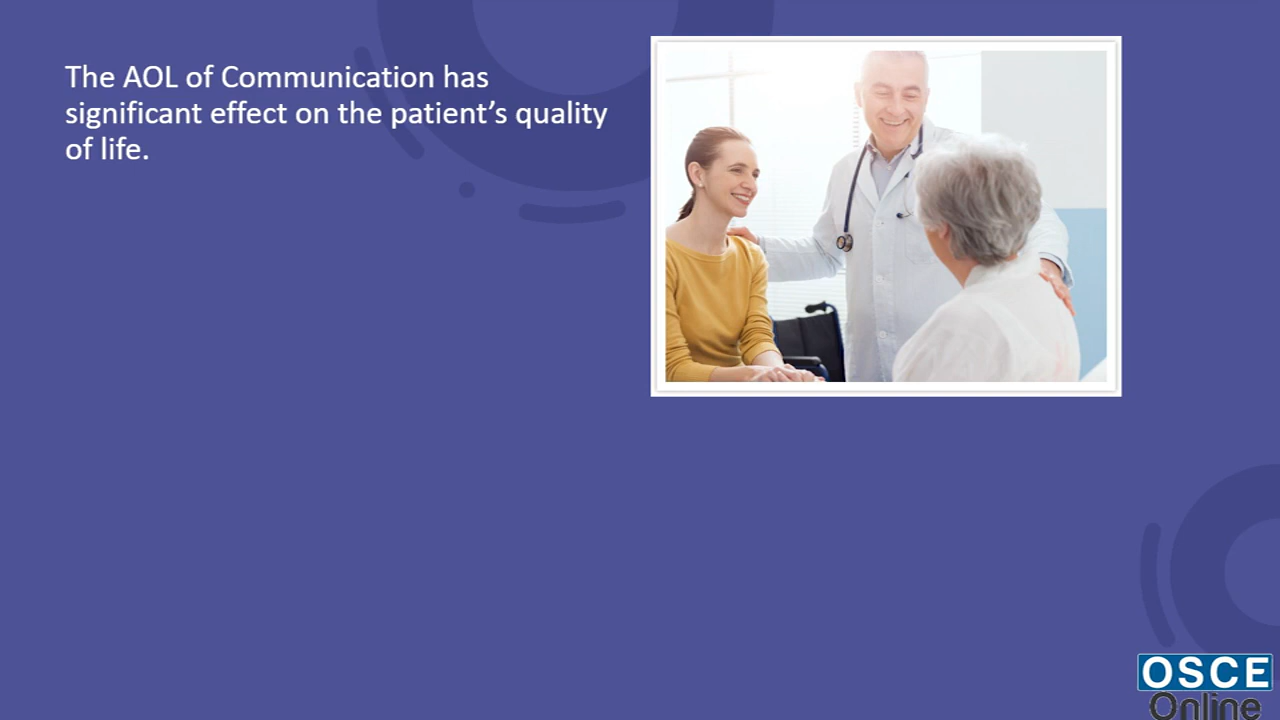 The AOL of Communication has
significant effect on the patient’s quality
of life.
OSCE
Online